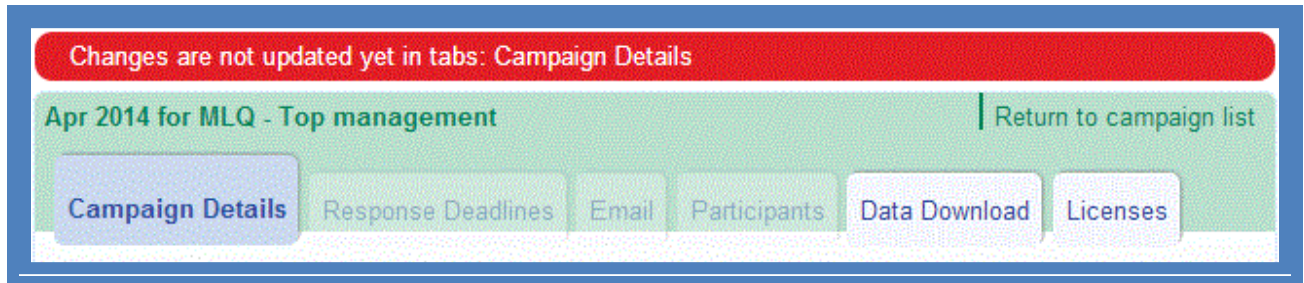 Changes are not updated yet in tabs: Campaign Details
Apr 2014 for MLQ - Top management Return to campaign list
Campaign Details Response Deadlines Email Participants Data Download Licenses